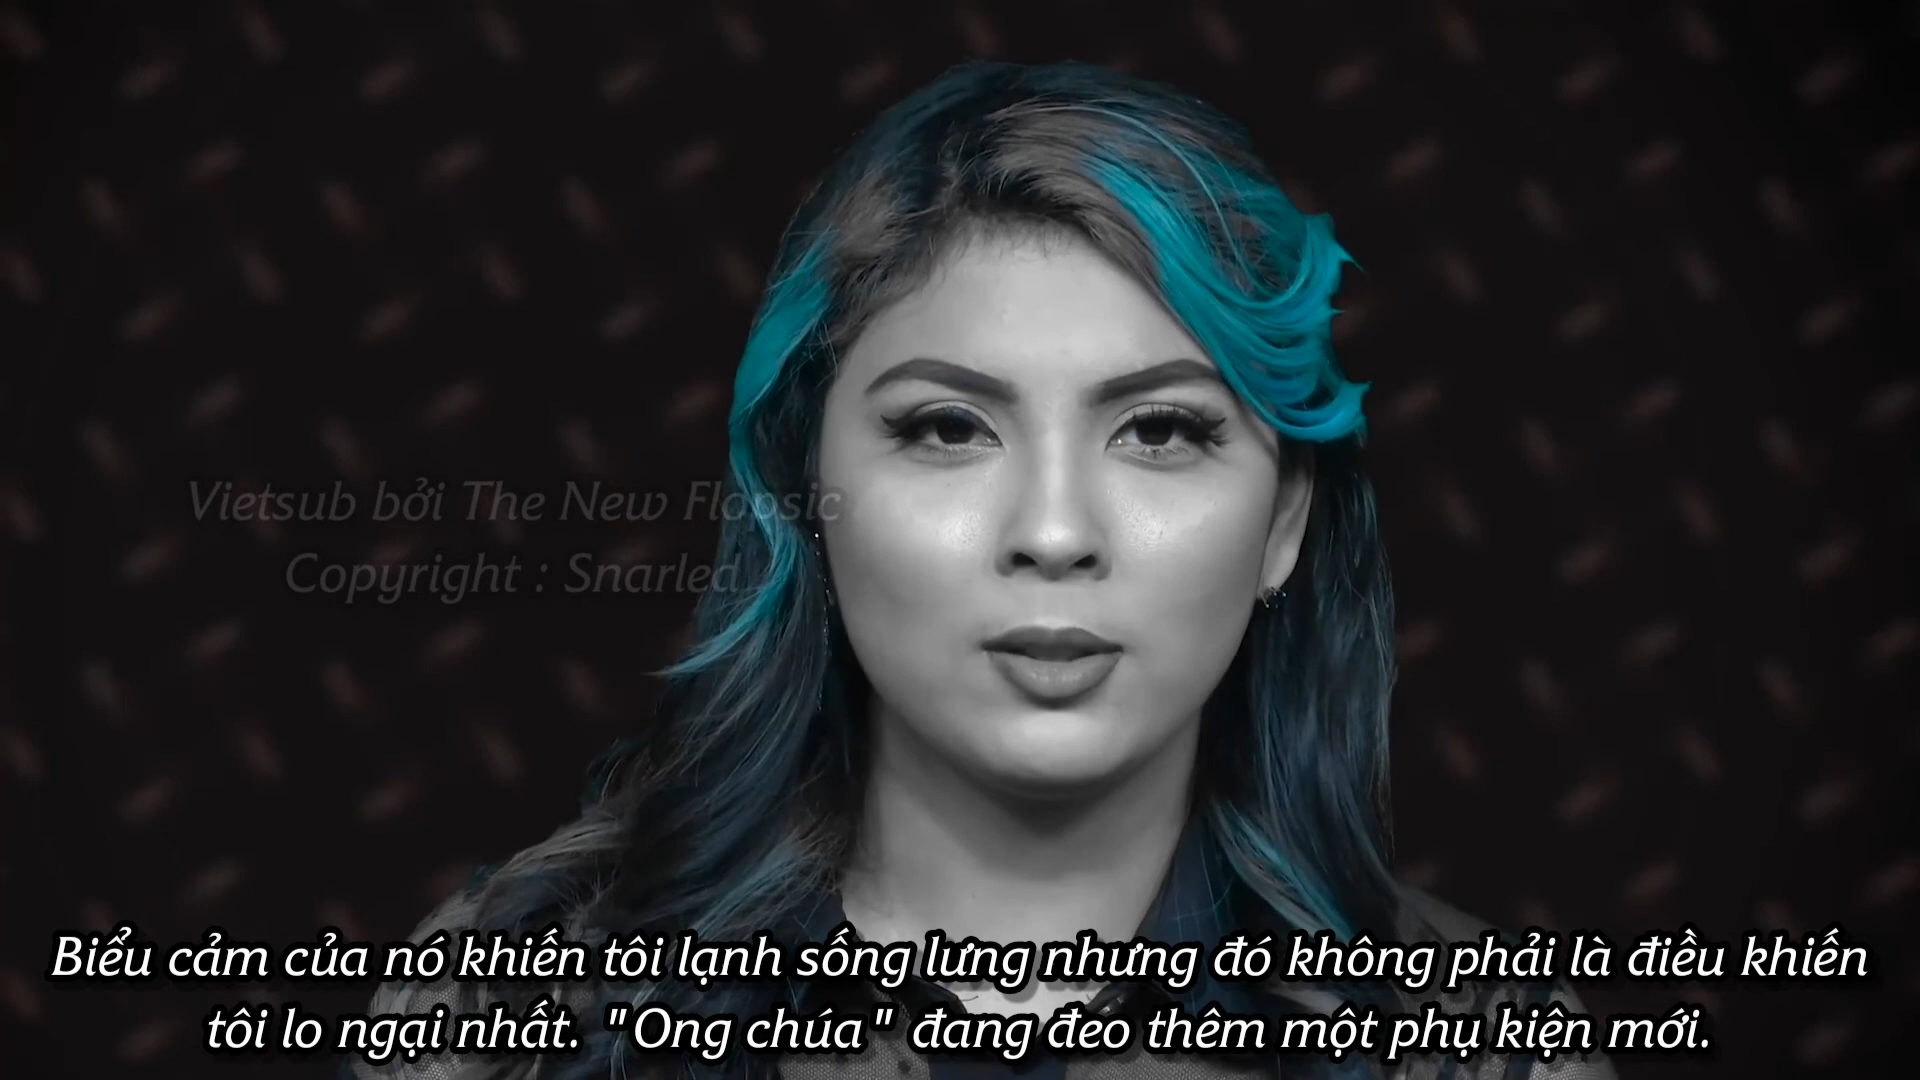 Vietsub bởi The New Flopsic
Copyright : Snarled
Biểu cảm của nó khiến tôi lạnh sống lưng nhưng đó không phải là điều khiến
tôi lo ngại nhất. "Ong chúa" đang đeo thêm một phụ kiện mới.